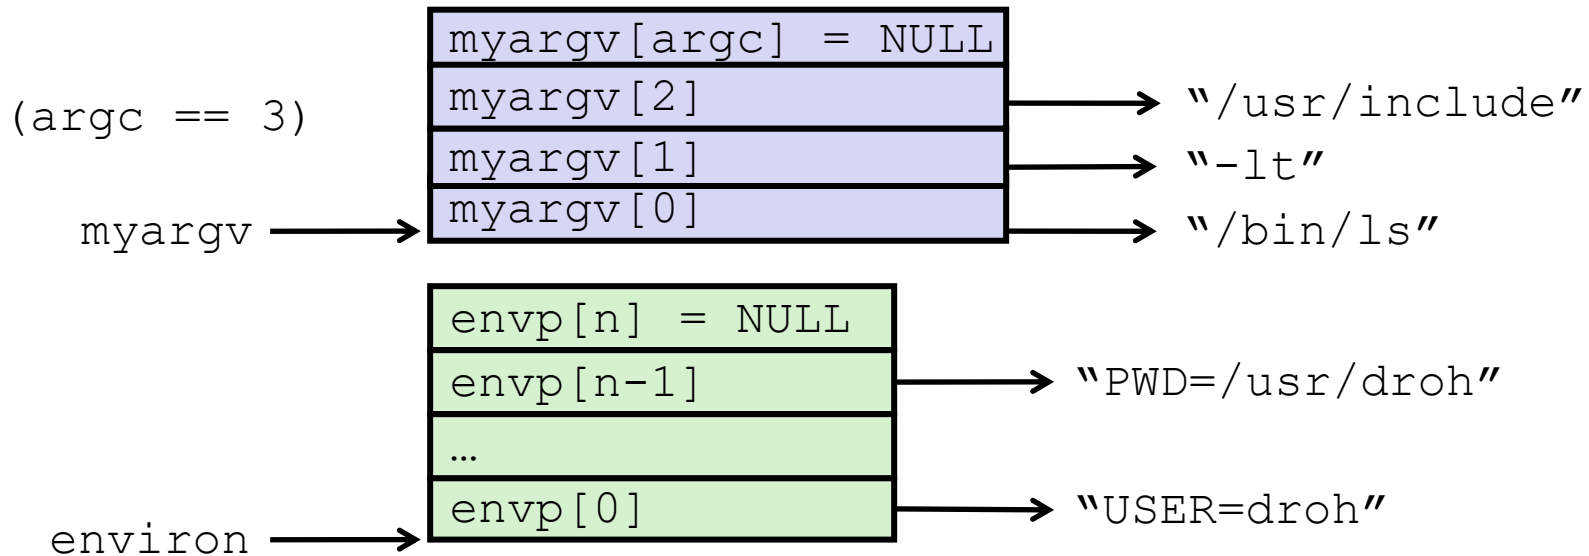 myargv[argc] = NULL
(argc == 3)
myargv[2]
“/usr/include”
myargv[1]
“-lt”
myargv
myargv[0]
“/bin/ls”
envp[n] = NULL
envp[n-1]
“PWD=/usr/droh”
…
environ
envp[0]
“USER=droh”